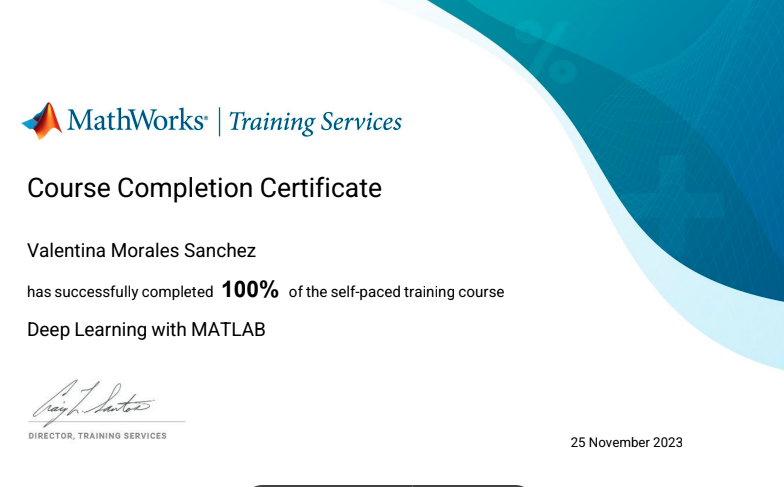 MathWorks® | Training Services
Course Completion Certificate
Valentina Morales Sanchez
has successfully completed 100% of the self-paced training course
Deep Learning with MATLAB
Craig L. Santos
DIRECTOR, TRAINING SERVICES
25 November 2023